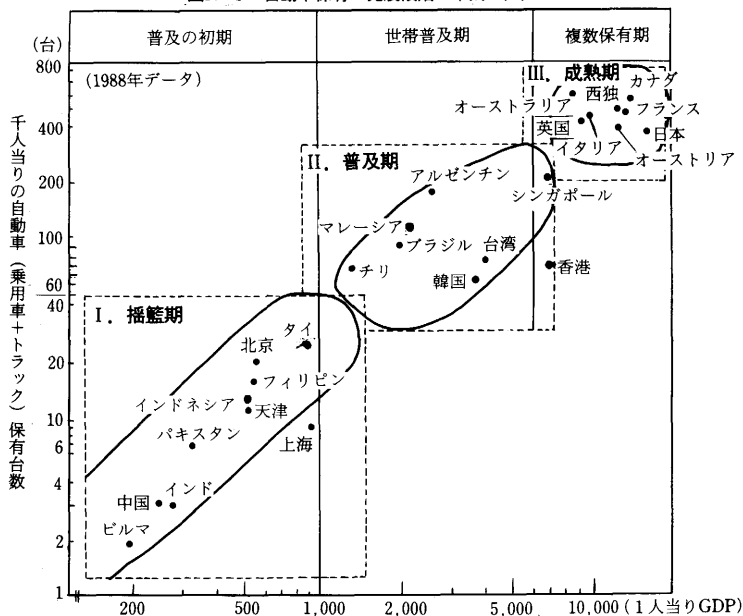 普及の初期
世帯普及期
複数保有期
(台)
800
400
200
100
60
40
20
10
6
4
2
1
千人当りの自動車(乗用車+トラック)保有台数
(1988年データ)
III. 成熟期
カナダ
西独
オーストラリア
フランス
英国
日本
イタリア
オーストリア
II. 普及期
アルゼンチン
シンガポール
マレーシア
ブラジル
台湾
チリ
韓国
香港
I. 揺籃期
タイ
北京
フィリピン
インドネシア
天津
パキスタン
上海
中国
インド
ビルマ
200
500
1,000
2,000
5,000
10,000
(1人当りGDP)